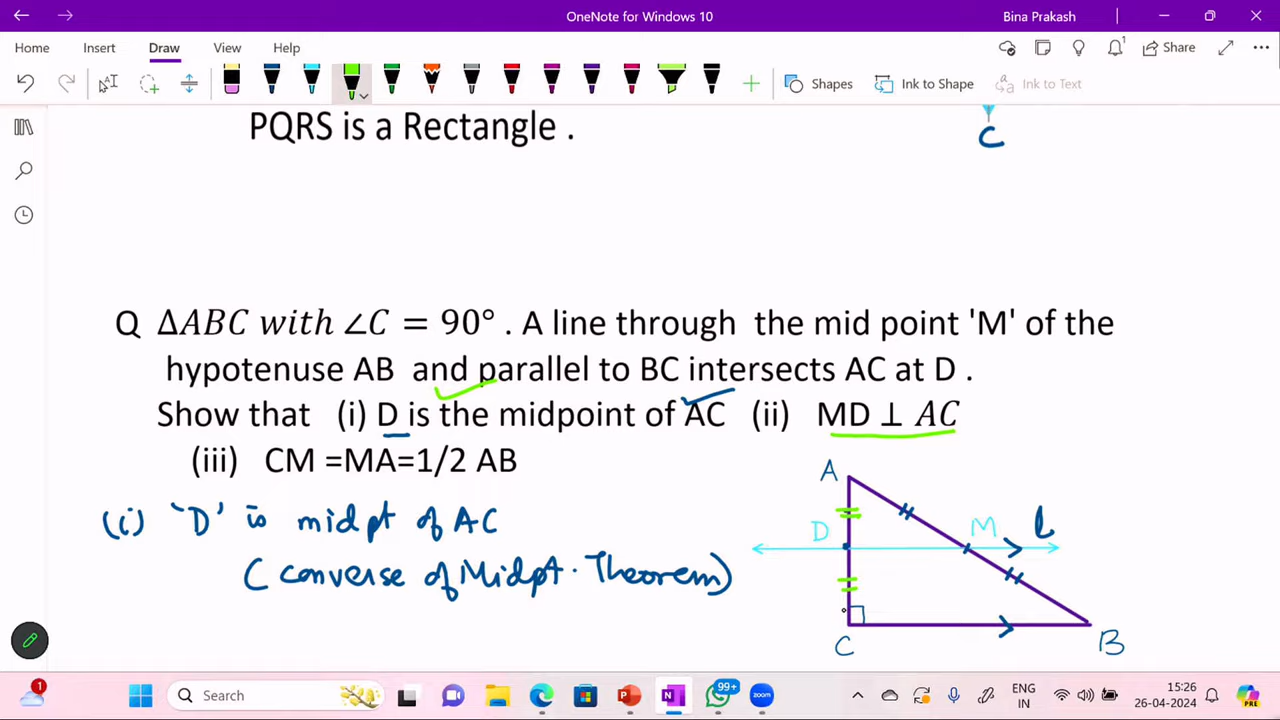 OneNote for Windows 10
Bina Prakash
Home Insert Draw View Help
Share
Shapes
Ink to Shape
Ink to Text
PQRS is a Rectangle .
C
Q ΔABC with ∠C = 90° . A line through the mid point 'M' of the
hypotenuse AB and parallel to BC intersects AC at D .
Show that (i) D is the midpoint of AC (ii) MD ⊥ AC
(iii) CM =MA=1/2 AB
(i) 'D' is midpt of AC
(converse of Midpt. Theorem)
A
D
M
l
C
B
1
Search
99+
zoom
ENG
IN
15:26
26-04-2024
PRE